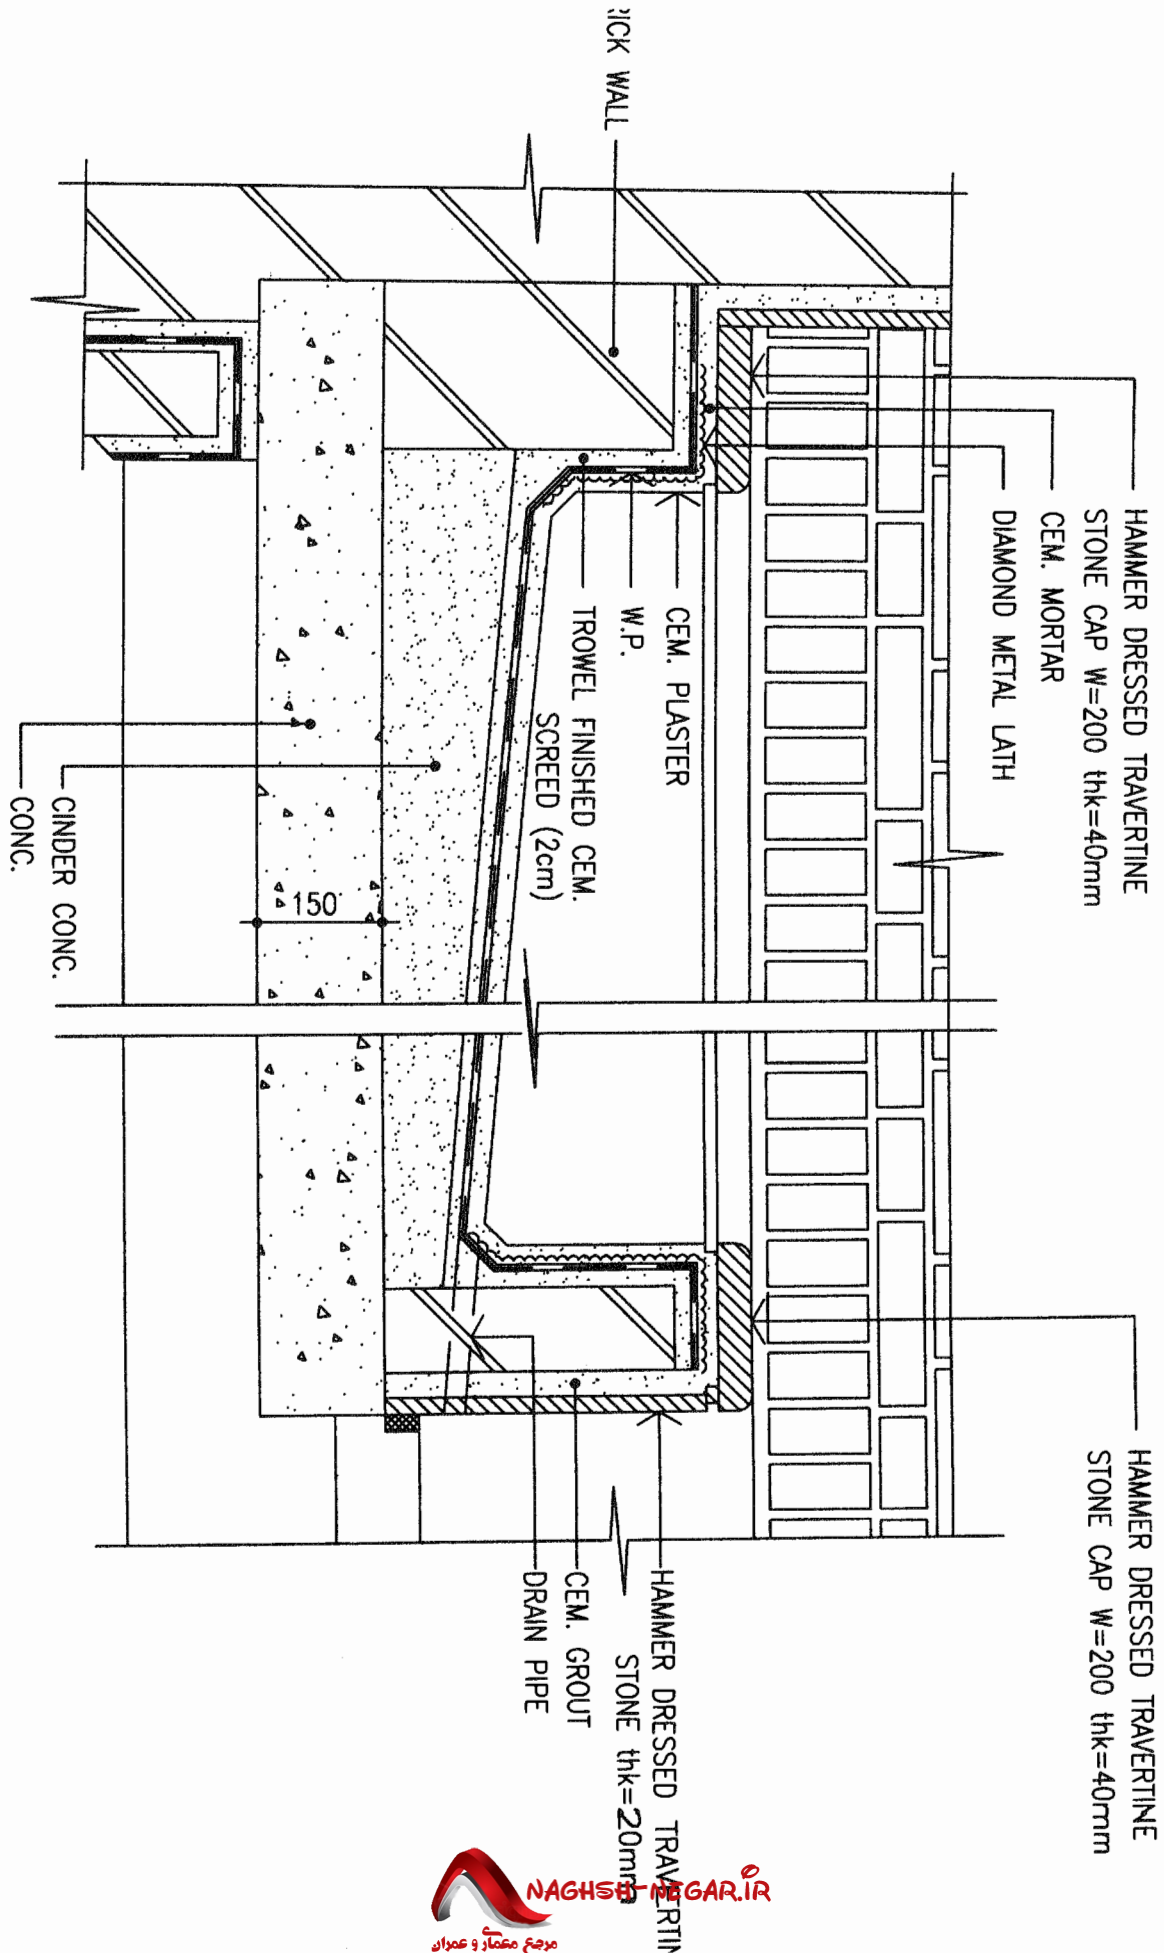 HAMMER DRESSED TRAVERTINE
STONE CAP W=200 thk=40mm
CEM. MORTAR
DIAMOND METAL LATH
HAMMER DRESSED TRAVERTINE
STONE CAP W=200 thk=40mm
ICK WALL
CEM. PLASTER
W.P.
TROWEL FINISHED CEM.
SCREED (2cm)
HAMMER DRESSED TRAVERTIN
STONE thk=20mm
CEM. GROUT
DRAIN PIPE
150
CINDER CONC.
CONC.
NAGHSH-NEGAR.IR
مرجع معماری و عمران